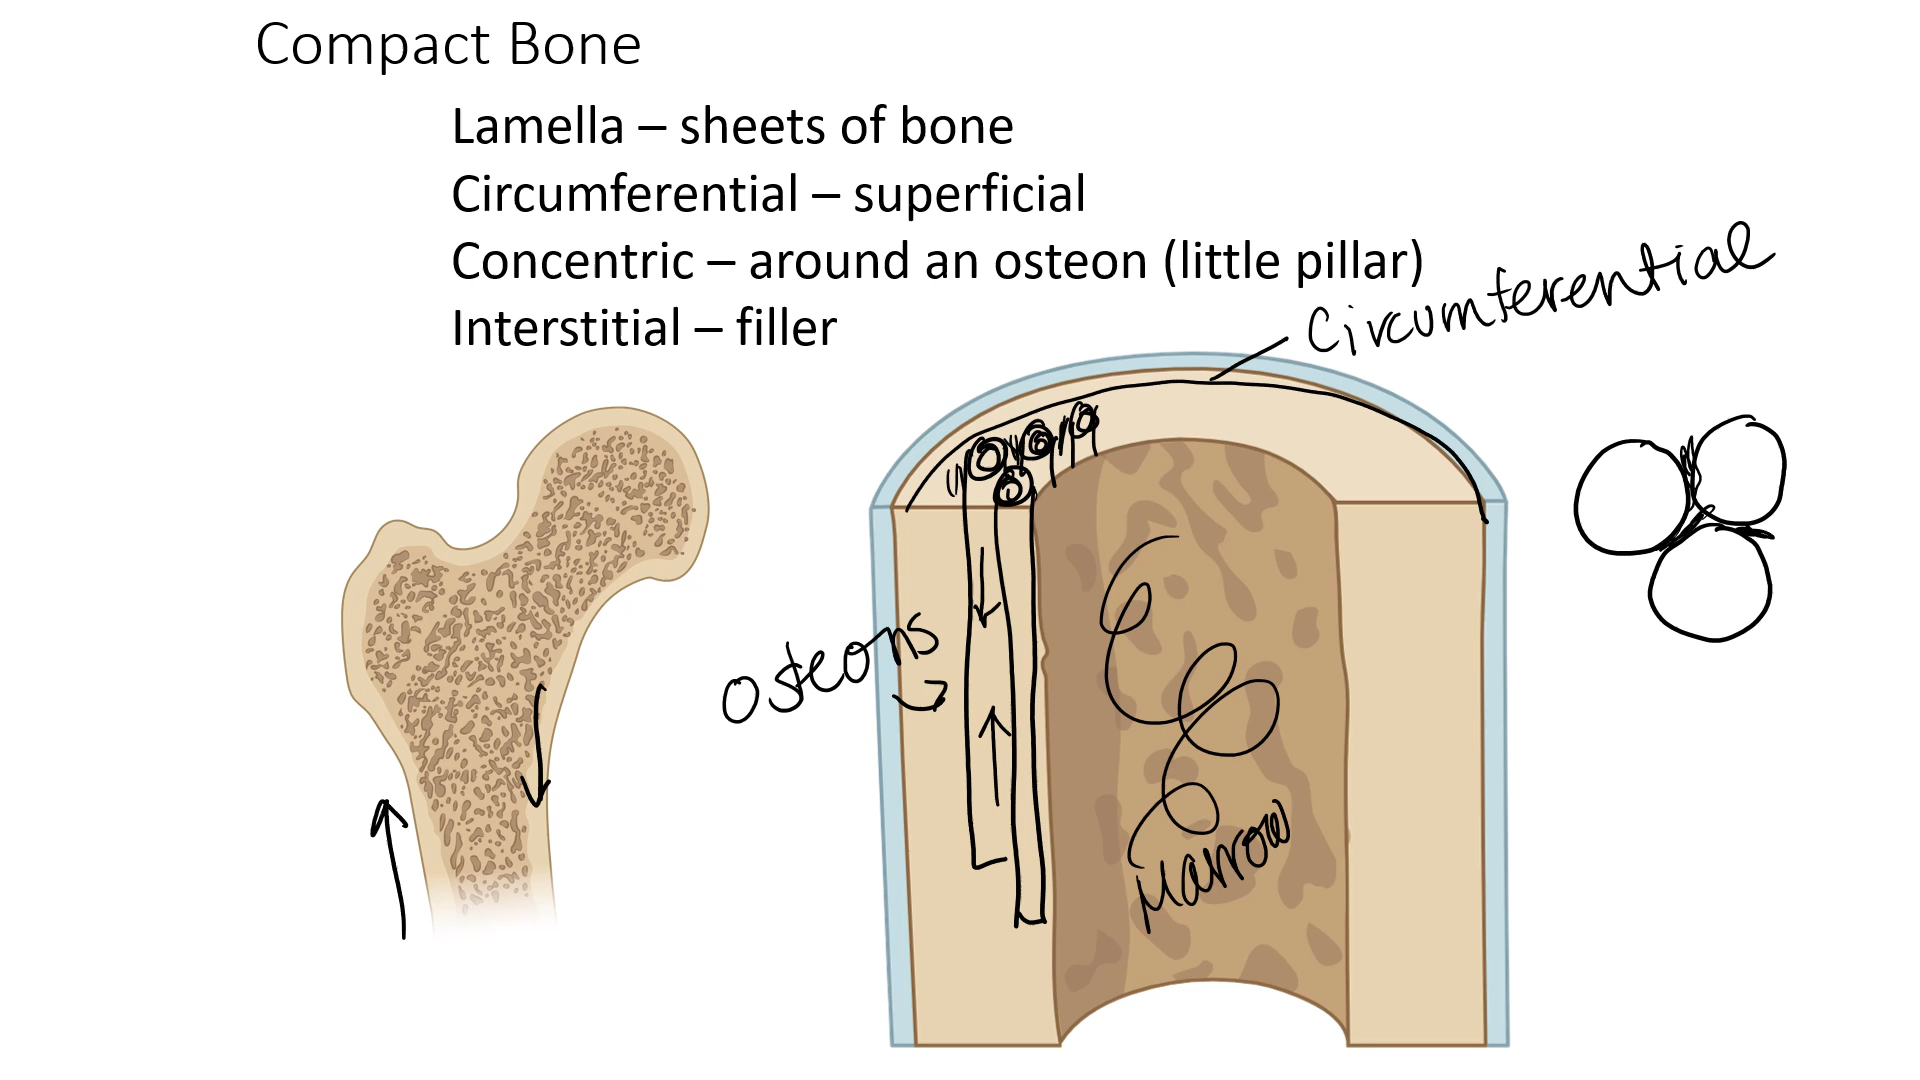 Compact Bone
Lamella – sheets of bone
Circumferential – superficial
Concentric – around an osteon (little pillar)
Interstitial – filler
Circumferential
osteons
Marrow